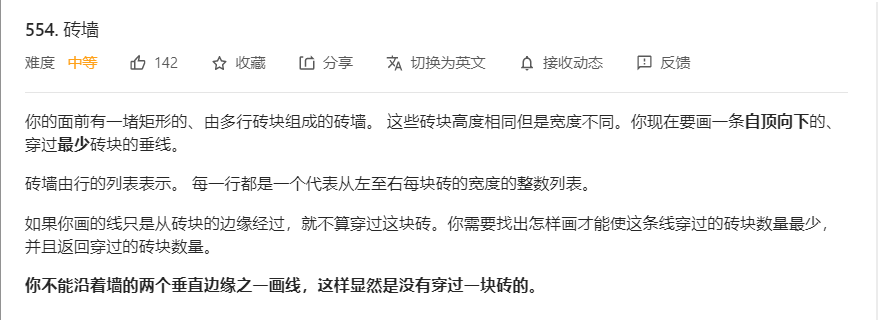 554. 砖墙
难度 中等 142 收藏 分享 切换为英文 接收动态 反馈
你的面前有一堵矩形的、由多行砖块组成的砖墙。 这些砖块高度相同但是宽度不同。你现在要画一条自顶向下的、
穿过最少砖块的垂线。
砖墙由行的列表表示。 每一行都是一个代表从左至右每块砖的宽度的整数列表。
如果你画的线只是从砖块的边缘经过，就不算穿过这块砖。你需要找出怎样画才能使这条线穿过的砖块数量最少，
并且返回穿过的砖块数量。
你不能沿着墙的两个垂直边缘之一画线，这样显然是没有穿过一块砖的。